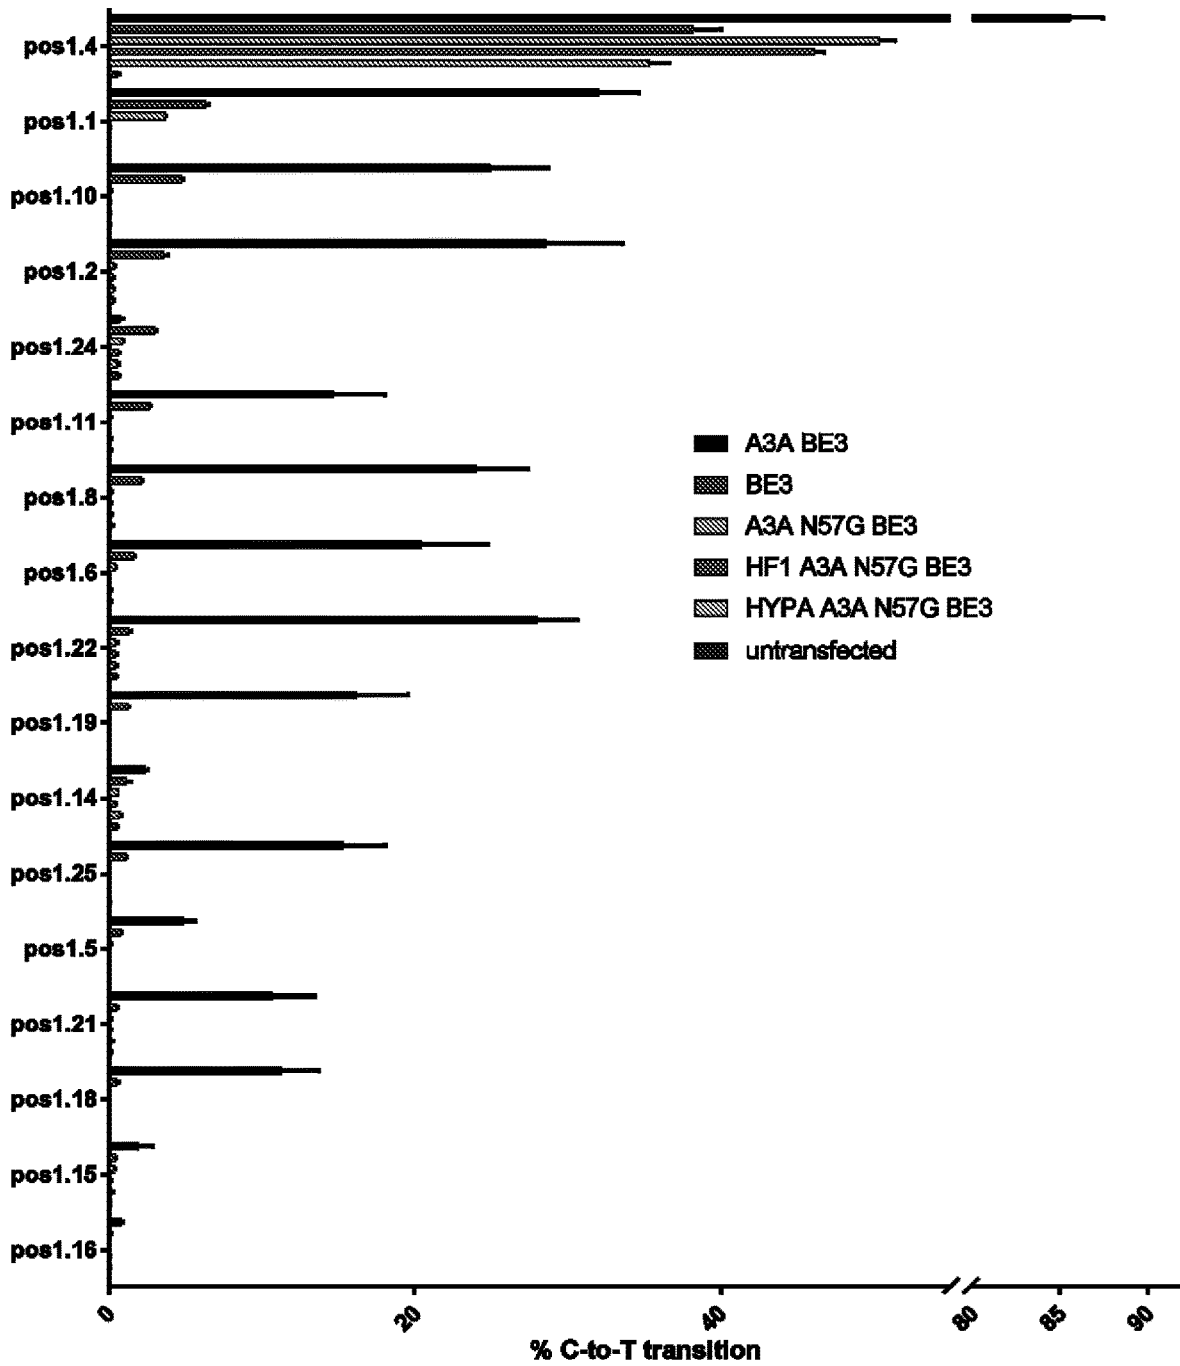 pos1.4
pos1.1
pos1.10
pos1.2
pos1.24
pos1.11
pos1.8
pos1.6
pos1.22
pos1.19
pos1.14
pos1.25
pos1.5
pos1.21
pos1.18
pos1.15
pos1.16
A3A BE3
BE3
A3A N57G BE3
HF1 A3A N57G BE3
HYPA A3A N57G BE3
untransfected
0 20 40 80 85 90
% C-to-T transition